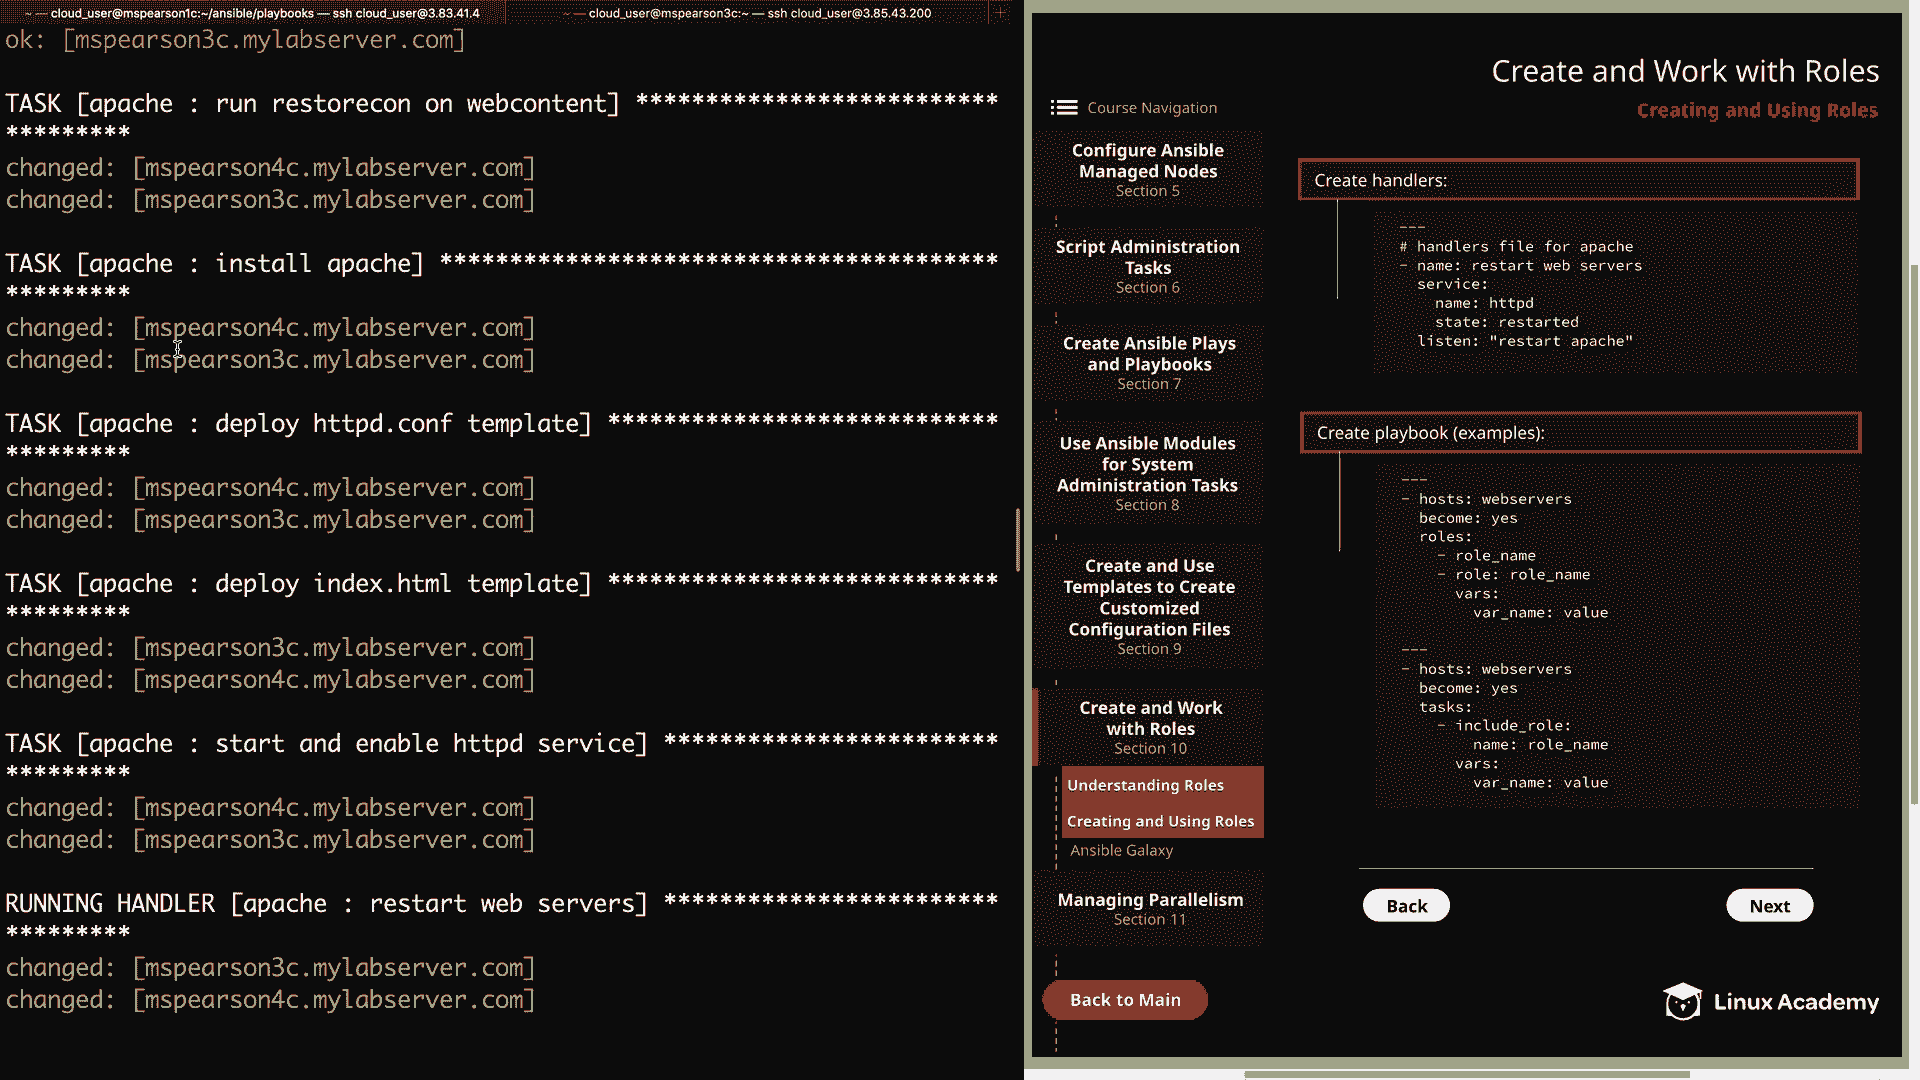 ~ — cloud_user@mspearson1c:~/ansible/playbooks — ssh cloud_user@3.83.41.4
~ — cloud_user@mspearson3c:~ — ssh cloud_user@3.85.43.200
+
ok: [mspearson3c.mylabserver.com]
TASK [apache : run restorecon on webcontent] **************************
*********
changed: [mspearson4c.mylabserver.com]
changed: [mspearson3c.mylabserver.com]
TASK [apache : install apache] ****************************************
*********
changed: [mspearson4c.mylabserver.com]
changed: [mspearson3c.mylabserver.com]
TASK [apache : deploy httpd.conf template] ****************************
*********
changed: [mspearson4c.mylabserver.com]
changed: [mspearson3c.mylabserver.com]
TASK [apache : deploy index.html template] ****************************
*********
changed: [mspearson3c.mylabserver.com]
changed: [mspearson4c.mylabserver.com]
TASK [apache : start and enable httpd service] ************************
*********
changed: [mspearson4c.mylabserver.com]
changed: [mspearson3c.mylabserver.com]
RUNNING HANDLER [apache : restart web servers] *************************
*********
changed: [mspearson3c.mylabserver.com]
changed: [mspearson4c.mylabserver.com]
Create and Work with Roles
Creating and Using Roles
Course Navigation
Configure Ansible
Managed Nodes
Section 5
Script Administration
Tasks
Section 6
Create Ansible Plays
and Playbooks
Section 7
Use Ansible Modules
for System
Administration Tasks
Section 8
Create and Use
Templates to Create
Customized
Configuration Files
Section 9
Create and Work
with Roles
Section 10
Understanding Roles
Creating and Using Roles
Ansible Galaxy
Managing Parallelism
Section 11
Back to Main
Create handlers:
---
# handlers file for apache
- name: restart web servers
  service:
    name: httpd
    state: restarted
  listen: "restart apache"
Create playbook (examples):
---
- hosts: webservers
  become: yes
  roles:
    - role_name
    - role: role_name
      vars:
        var_name: value
---
- hosts: webservers
  become: yes
  tasks:
    - include_role:
        name: role_name
      vars:
        var_name: value
Back
Next
Linux Academy